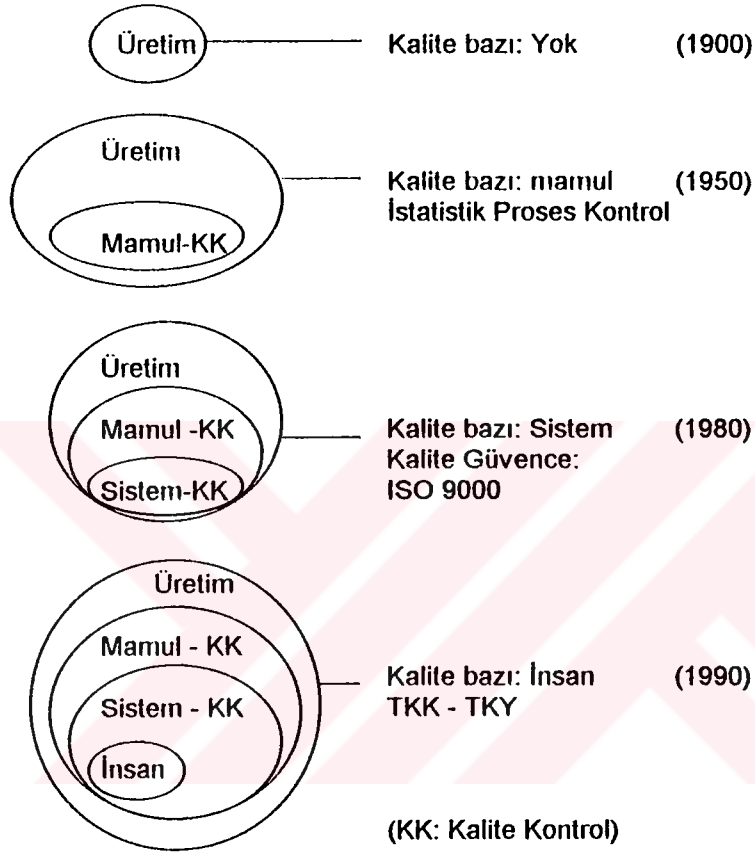 Üretim
Kalite bazı: Yok (1900)
Üretim
Mamul-KK
Kalite bazı: mamul (1950)
İstatistik Proses Kontrol
Üretim
Mamul -KK
Sistem-KK
Kalite bazı: Sistem (1980)
Kalite Güvence:
ISO 9000
Üretim
Mamul - KK
Sistem - KK
İnsan
Kalite bazı: İnsan (1990)
TKK - TKY
(KK: Kalite Kontrol)